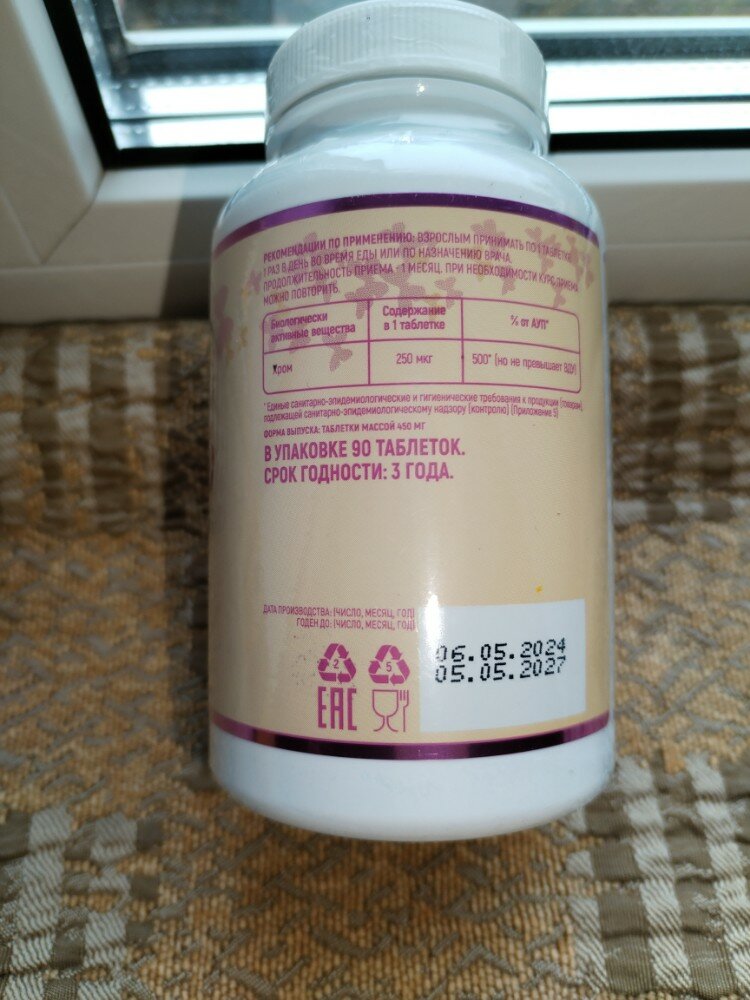 РЕКОМЕНДАЦИИ ПО ПРИМЕНЕНИЮ: ВЗРОСЛЫМ ПРИНИМАТЬ ПО 1 ТАБЛЕТКЕ
1 РАЗ В ДЕНЬ ВО ВРЕМЯ ЕДЫ ИЛИ ПО НАЗНАЧЕНИЮ ВРАЧА.
ПРОДОЛЖИТЕЛЬНОСТЬ ПРИЕМА - 1 МЕСЯЦ. ПРИ НЕОБХОДИМОСТИ КУРС ПРИЕМА
МОЖНО ПОВТОРИТЬ.
Биологически активные вещества
Содержание в 1 таблетке
% от АУП*
Хром
250 мкг
500* (но не превышает ВДУ)
* Единые санитарно-эпидемиологические и гигиенические требования к продукции (товарам),
подлежащей санитарно-эпидемиологическому надзору (контролю) (Приложение 5)
ФОРМА ВЫПУСКА: ТАБЛЕТКИ МАССОЙ 450 МГ
В УПАКОВКЕ 90 ТАБЛЕТОК.
СРОК ГОДНОСТИ: 3 ГОДА.
ДАТА ПРОИЗВОДСТВА: (ЧИСЛО, МЕСЯЦ, ГОД)
ГОДЕН ДО: (ЧИСЛО, МЕСЯЦ, ГОД)
06.05.2024
05.05.2027
2
5
ЕАС